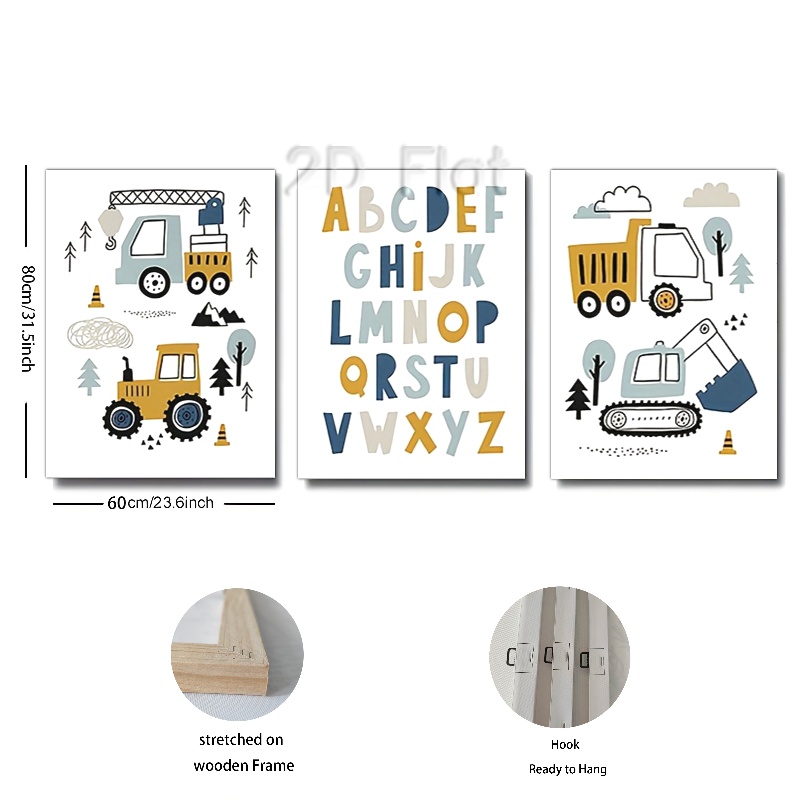 2D Flat
ABCDEF
GHiJK
LMNOP
QRSTU
VWXYZ
80cm/31.5inch
60cm/23.6inch
stretched on
wooden Frame
Hook
Ready to Hang